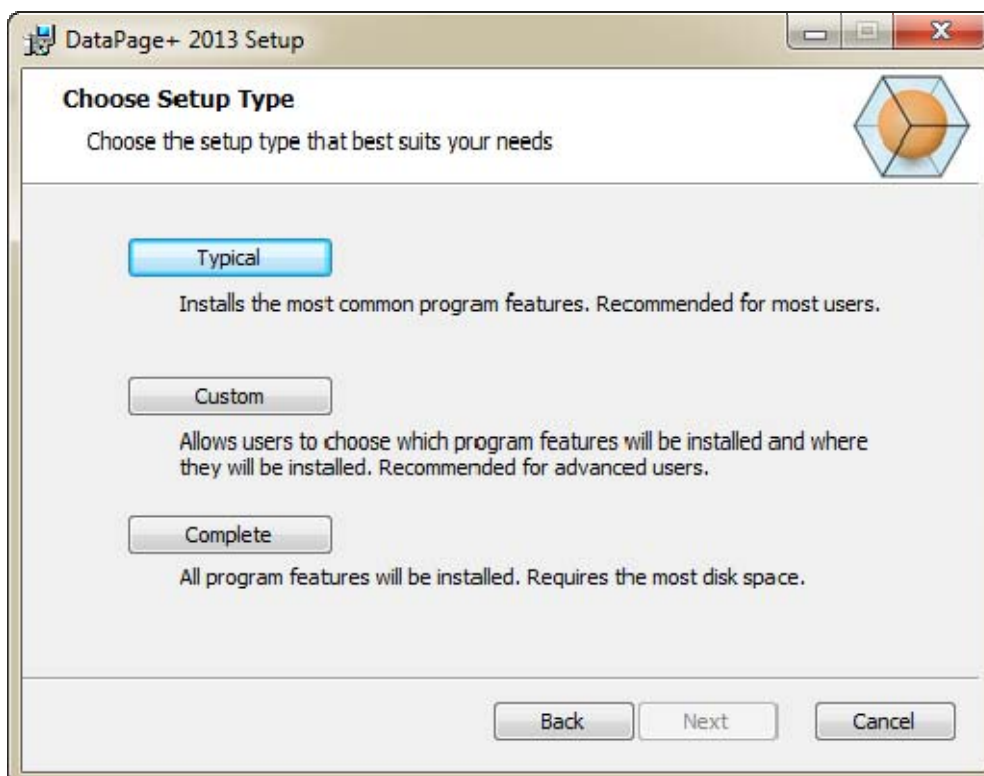 DataPage+ 2013 Setup
Choose Setup Type
Choose the setup type that best suits your needs
Typical
Installs the most common program features. Recommended for most users.
Custom
Allows users to choose which program features will be installed and where
they will be installed. Recommended for advanced users.
Complete
All program features will be installed. Requires the most disk space.
Back
Next
Cancel